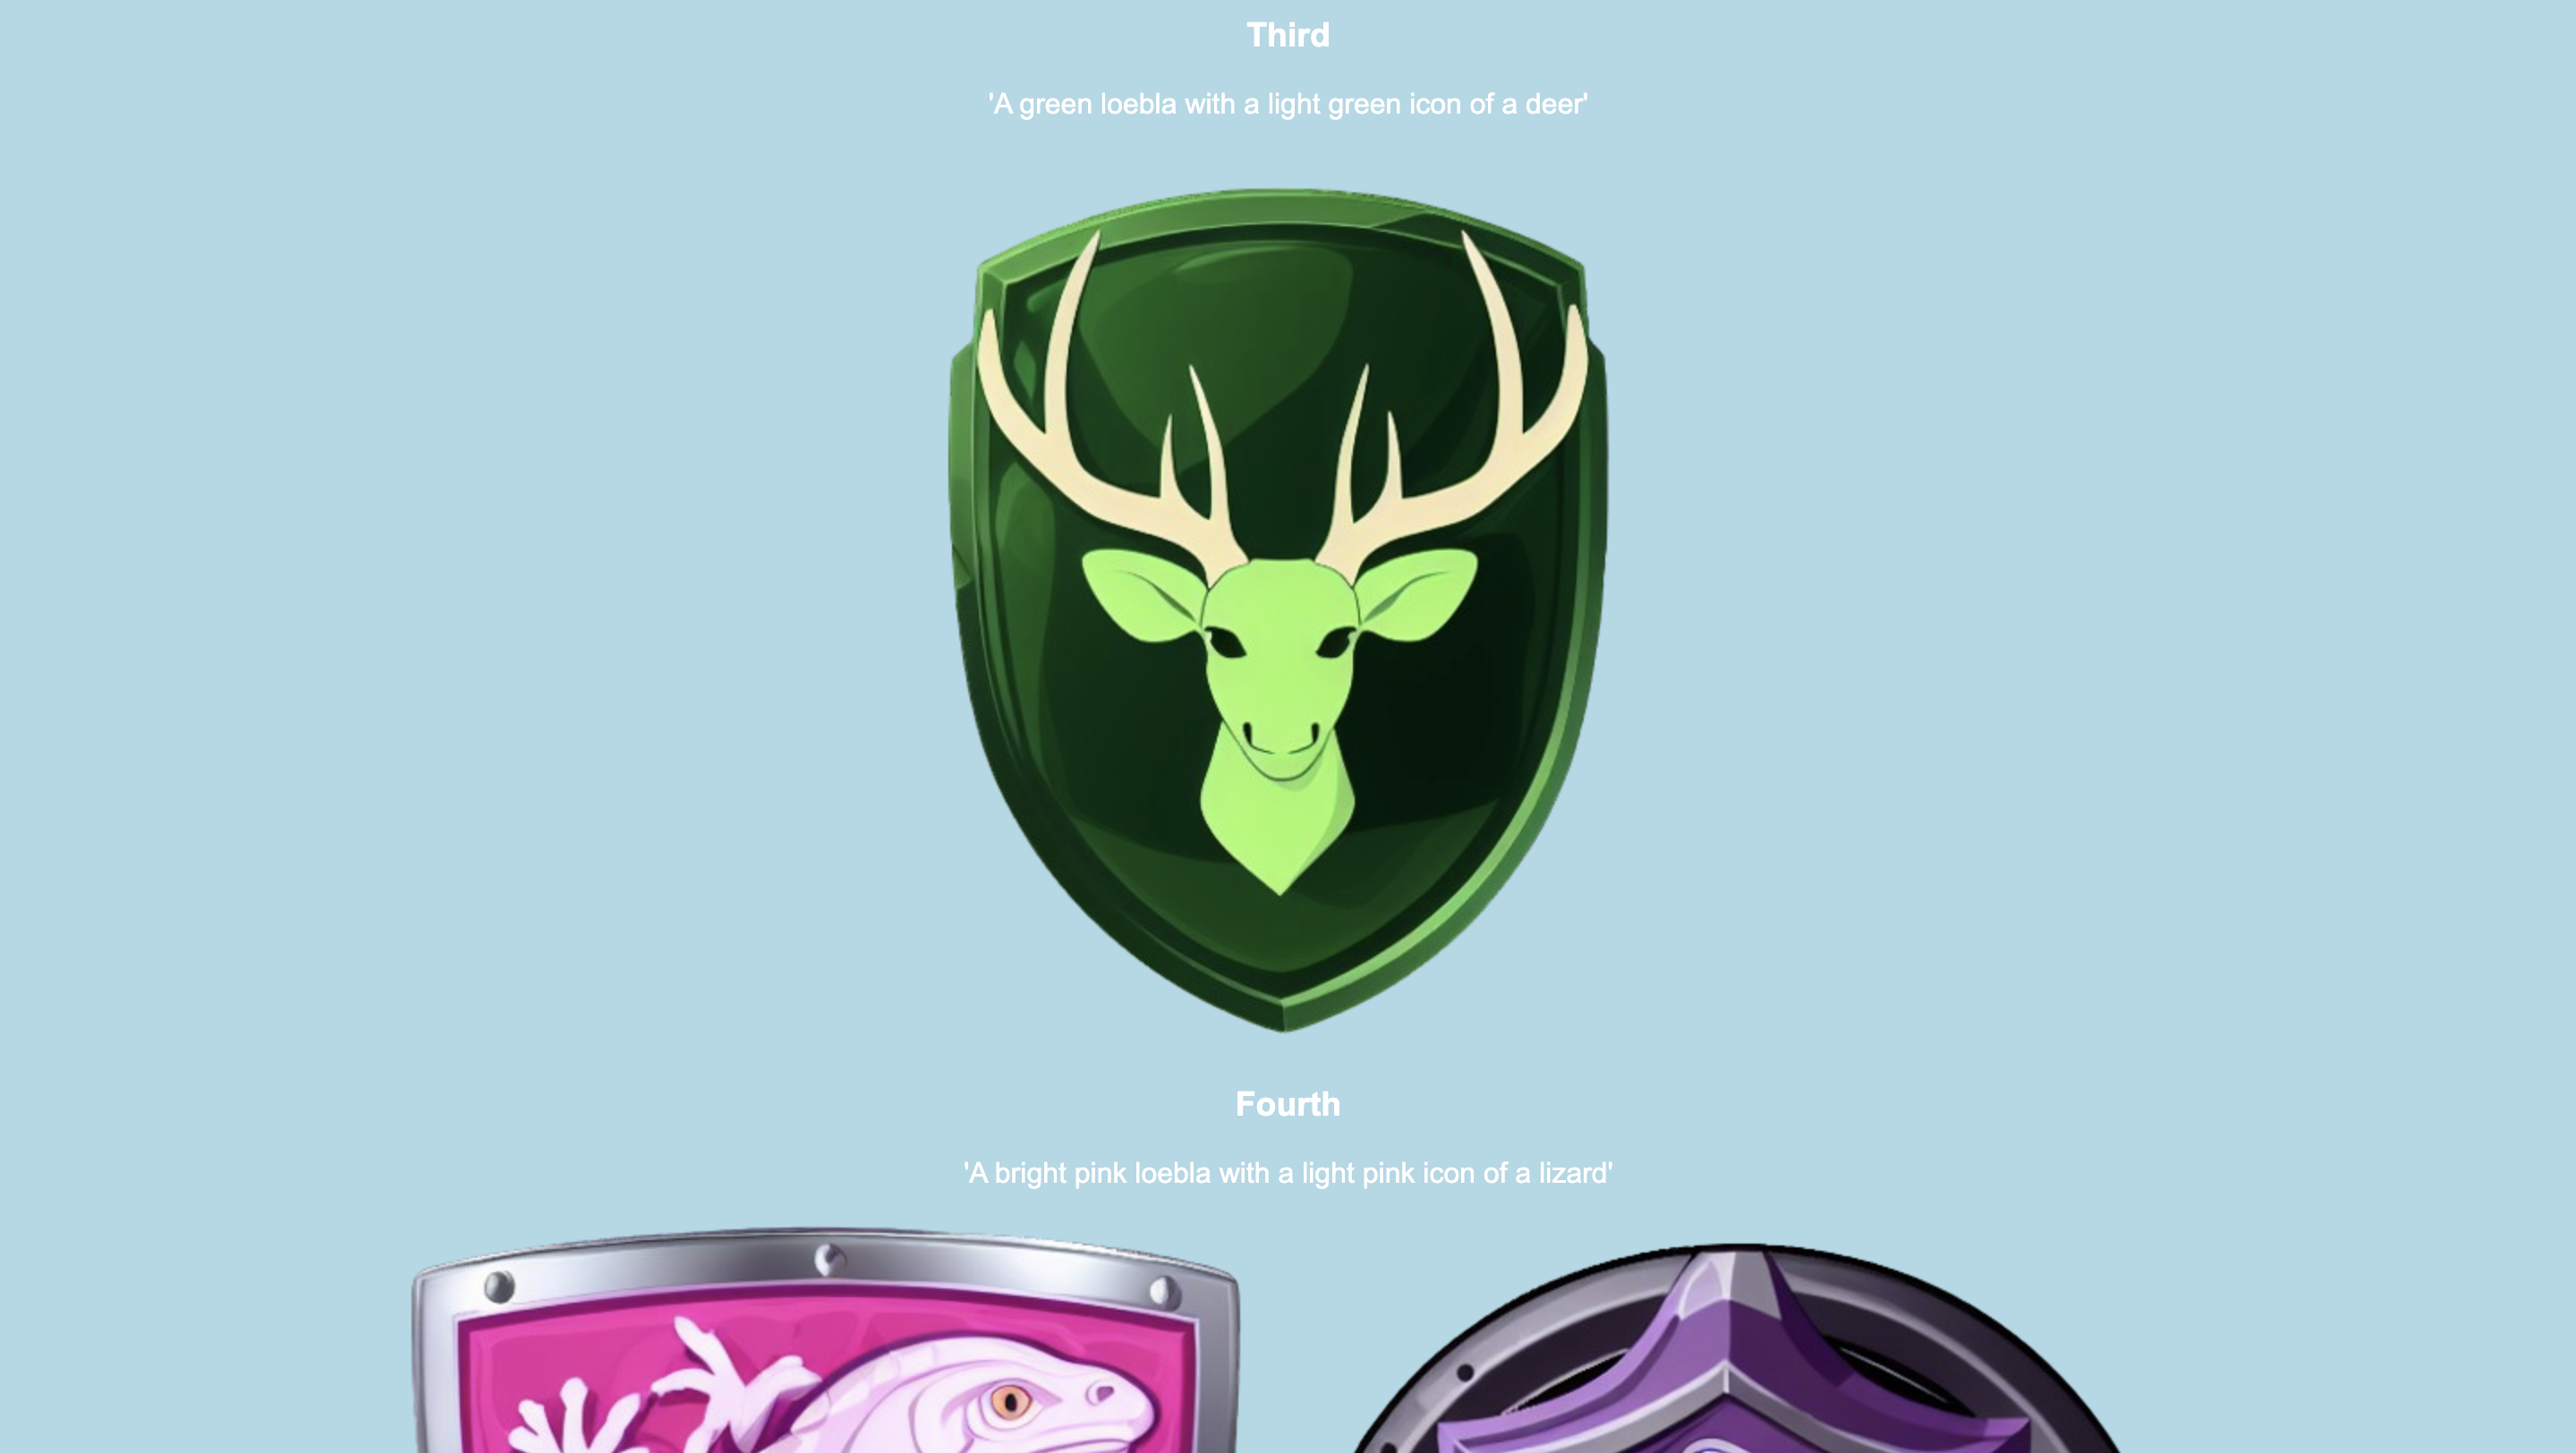 Third
'A green loebla with a light green icon of a deer'
Fourth
'A bright pink loebla with a light pink icon of a lizard'